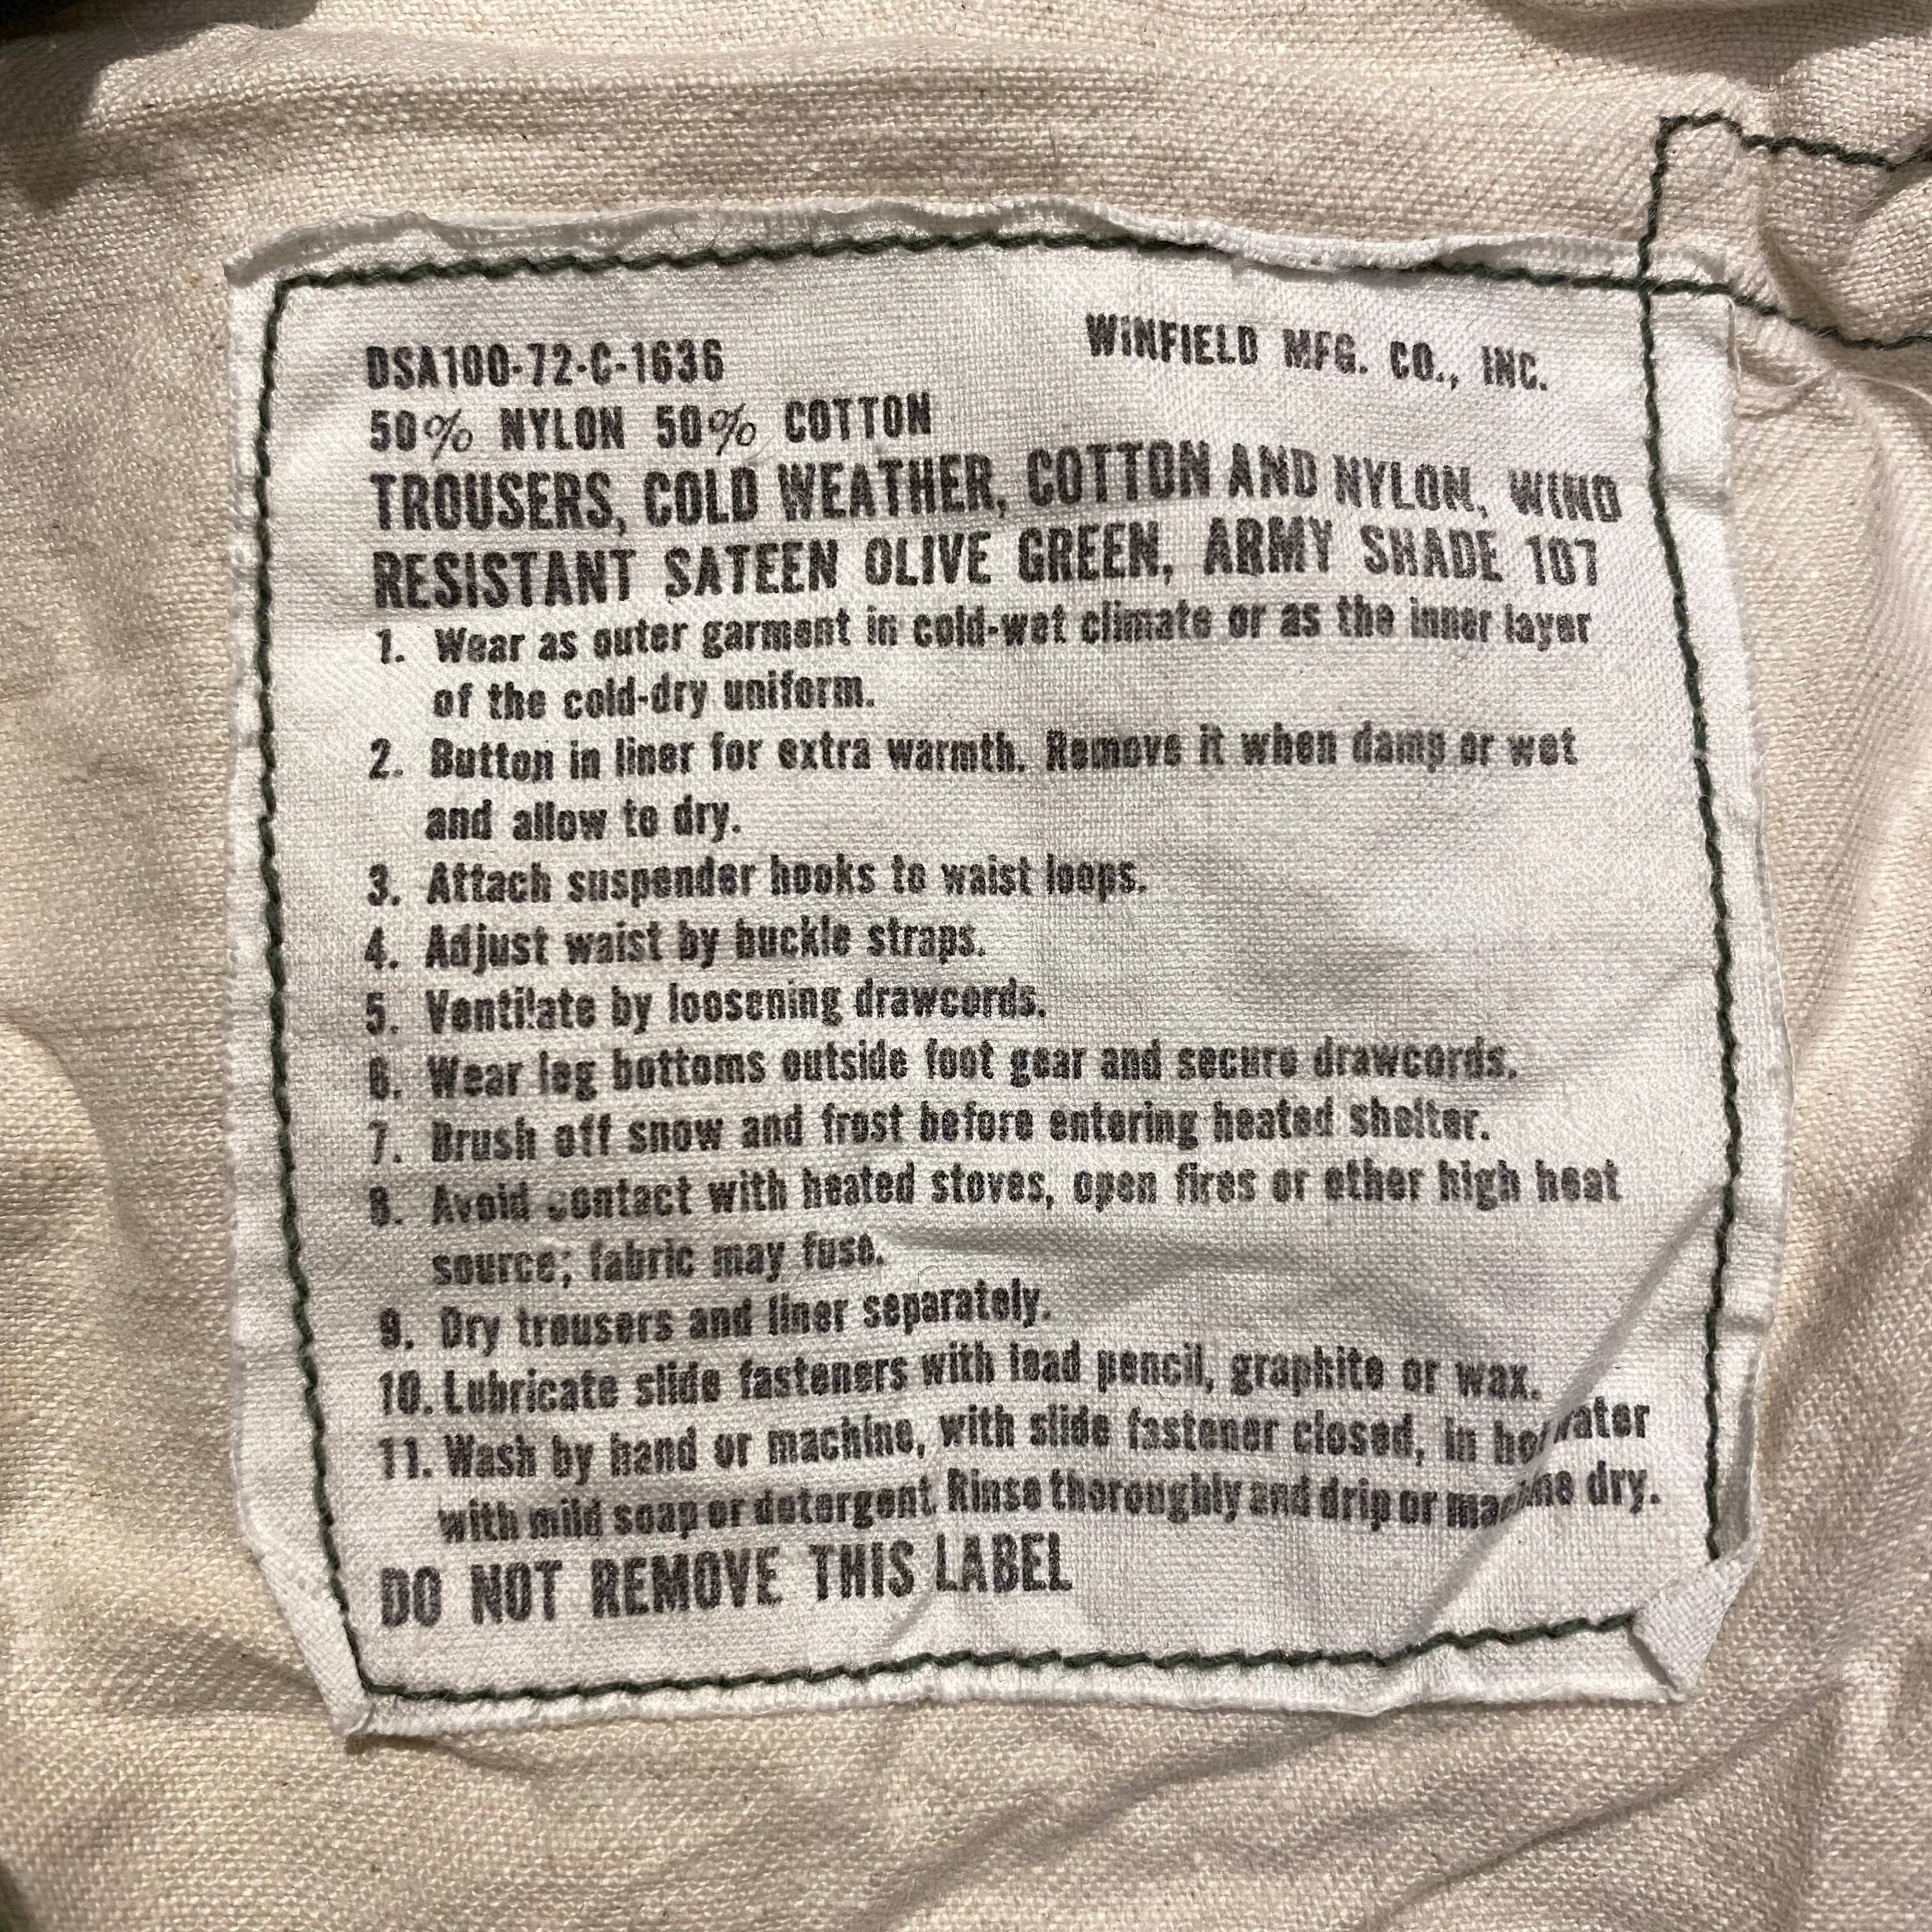 DSA100-72-C-1636 WINFIELD MFG. CO., INC.
50% NYLON 50% COTTON
TROUSERS, COLD WEATHER, COTTON AND NYLON, WIND
RESISTANT SATEEN OLIVE GREEN, ARMY SHADE 107
1. Wear as outer garment in cold-wet climate or as the inner layer
of the cold-dry uniform.
2. Button in liner for extra warmth. Remove it when damp or wet
and allow to dry.
3. Attach suspender hooks to waist loops.
4. Adjust waist by buckle straps.
5. Ventilate by loosening drawcords.
6. Wear leg bottoms outside foot gear and secure drawcords.
7. Brush off snow and frost before entering heated shelter.
8. Avoid contact with heated stoves, open fires or other high heat
source; fabric may fuse.
9. Dry trousers and liner separately.
10. Lubricate slide fasteners with lead pencil, graphite or wax.
11. Wash by hand or machine, with slide fastener closed, in hot water
with mild soap or detergent. Rinse thoroughly and drip or machine dry.
DO NOT REMOVE THIS LABEL